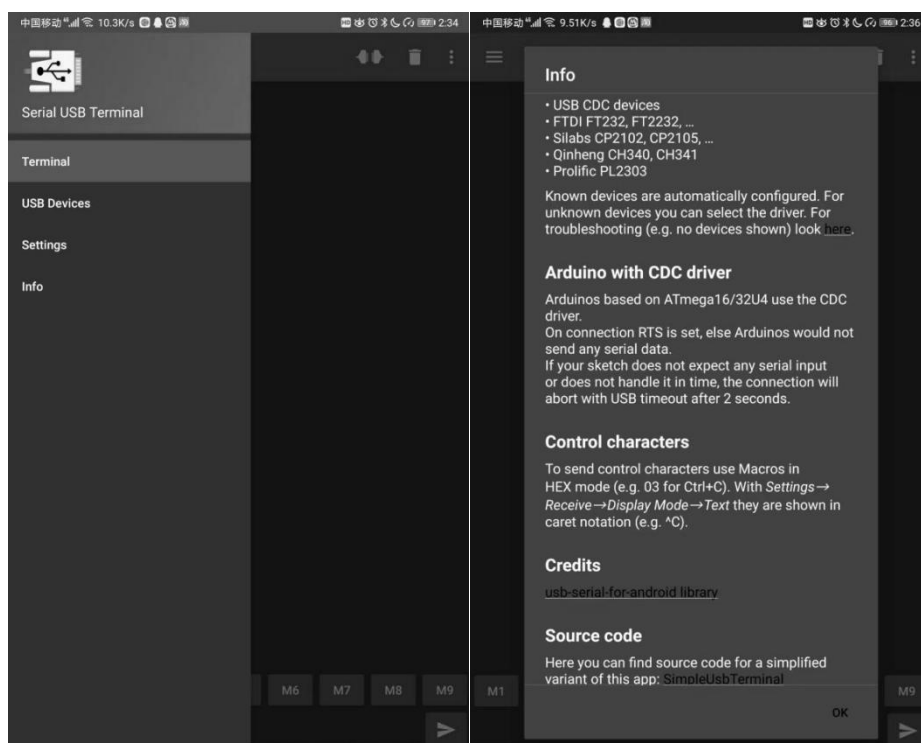 中国移动 10.3K/s
97 2:34
Serial USB Terminal
Terminal
USB Devices
Settings
Info
M6 M7 M8 M9
中国移动 9.51K/s
96 2:36
Info
• USB CDC devices
• FTDI FT232, FT2232, ...
• Silabs CP2102, CP2105, ...
• Qinheng CH340, CH341
• Prolific PL2303
Known devices are automatically configured. For
unknown devices you can select the driver. For
troubleshooting (e.g. no devices shown) look here.
Arduino with CDC driver
Arduinos based on ATmega16/32U4 use the CDC
driver.
On connection RTS is set, else Arduinos would not
send any serial data.
If your sketch does not expect any serial input
or does not handle it in time, the connection will
abort with USB timeout after 2 seconds.
Control characters
To send control characters use Macros in
HEX mode (e.g. 03 for Ctrl+C). With Settings→
Receive→Display Mode→Text they are shown in
caret notation (e.g. ^C).
Credits
usb-serial-for-android library
Source code
Here you can find source code for a simplified
variant of this app: SimpleUsbTerminal
M1 M9
OK